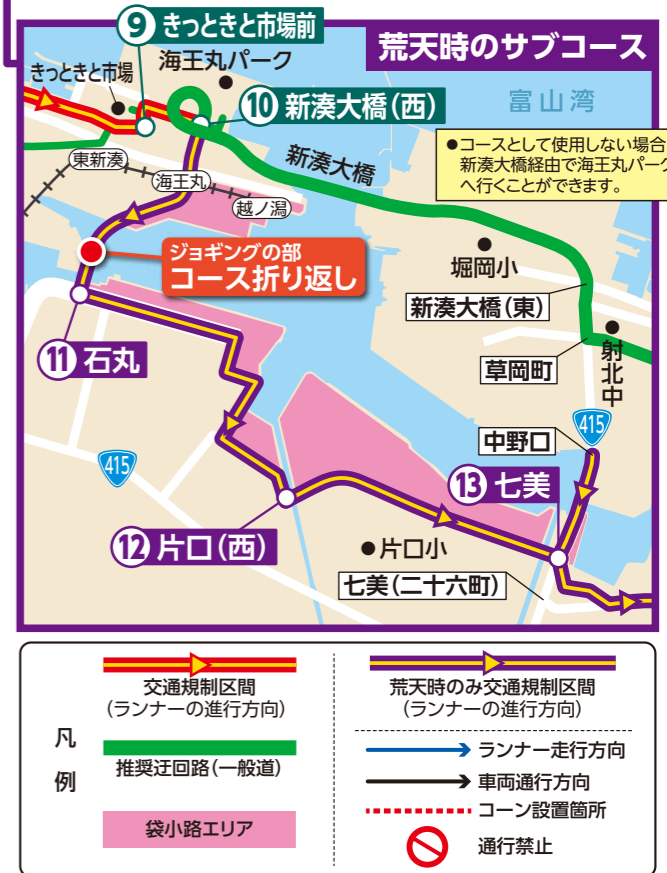 荒天時のサブコース
⑨ きっときと市場前
海王丸パーク
きっときと市場
⑩ 新湊大橋(西)
富山湾
●コースとして使用しない場合
新湊大橋経由で海王丸パーク
へ行くことができます。
新湊大橋
東新湊
海王丸
越ノ潟
ジョギングの部
コース折り返し
堀岡小
新湊大橋(東)
⑪ 石丸
草岡町
射北中
415
中野口
415
⑬ 七美
⑫ 片口(西)
片口小
七美(二十六町)
凡例
交通規制区間
(ランナーの進行方向)
推奨迂回路(一般道)
袋小路エリア
荒天時のみ交通規制区間
(ランナーの進行方向)
ランナー走行方向
車両通行方向
コーン設置箇所
通行禁止